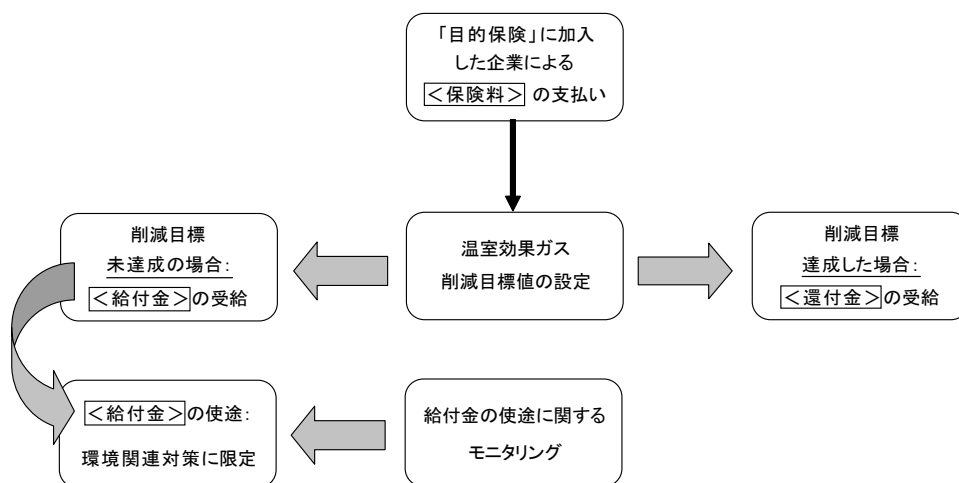 「目的保険」に加入
した企業による
＜保険料＞ の支払い
削減目標
未達成の場合：
＜給付金＞の受給
温室効果ガス
削減目標値の設定
削減目標
達成した場合：
＜還付金＞の受給
＜給付金＞の使途：
環境関連対策に限定
給付金の使途に関する
モニタリング